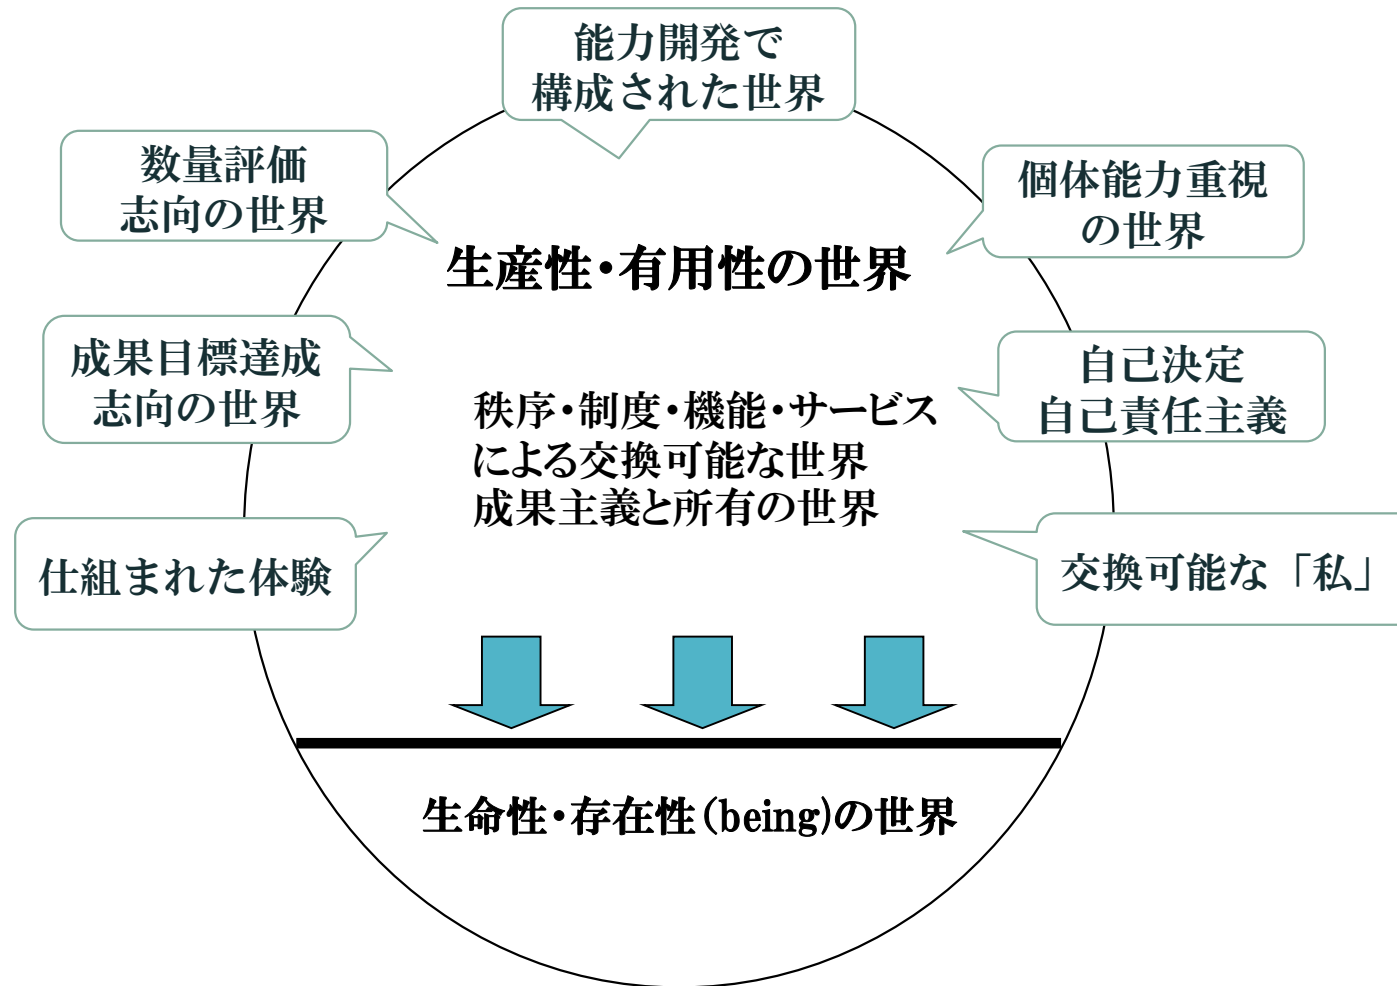 能力開発で
構成された世界
数量評価
志向の世界
個体能力重視
の世界
生産性・有用性の世界
成果目標達成
志向の世界
自己決定
自己責任主義
秩序・制度・機能・サービス
による交換可能な世界
成果主義と所有の世界
仕組まれた体験
交換可能な「私」
生命性・存在性(being)の世界